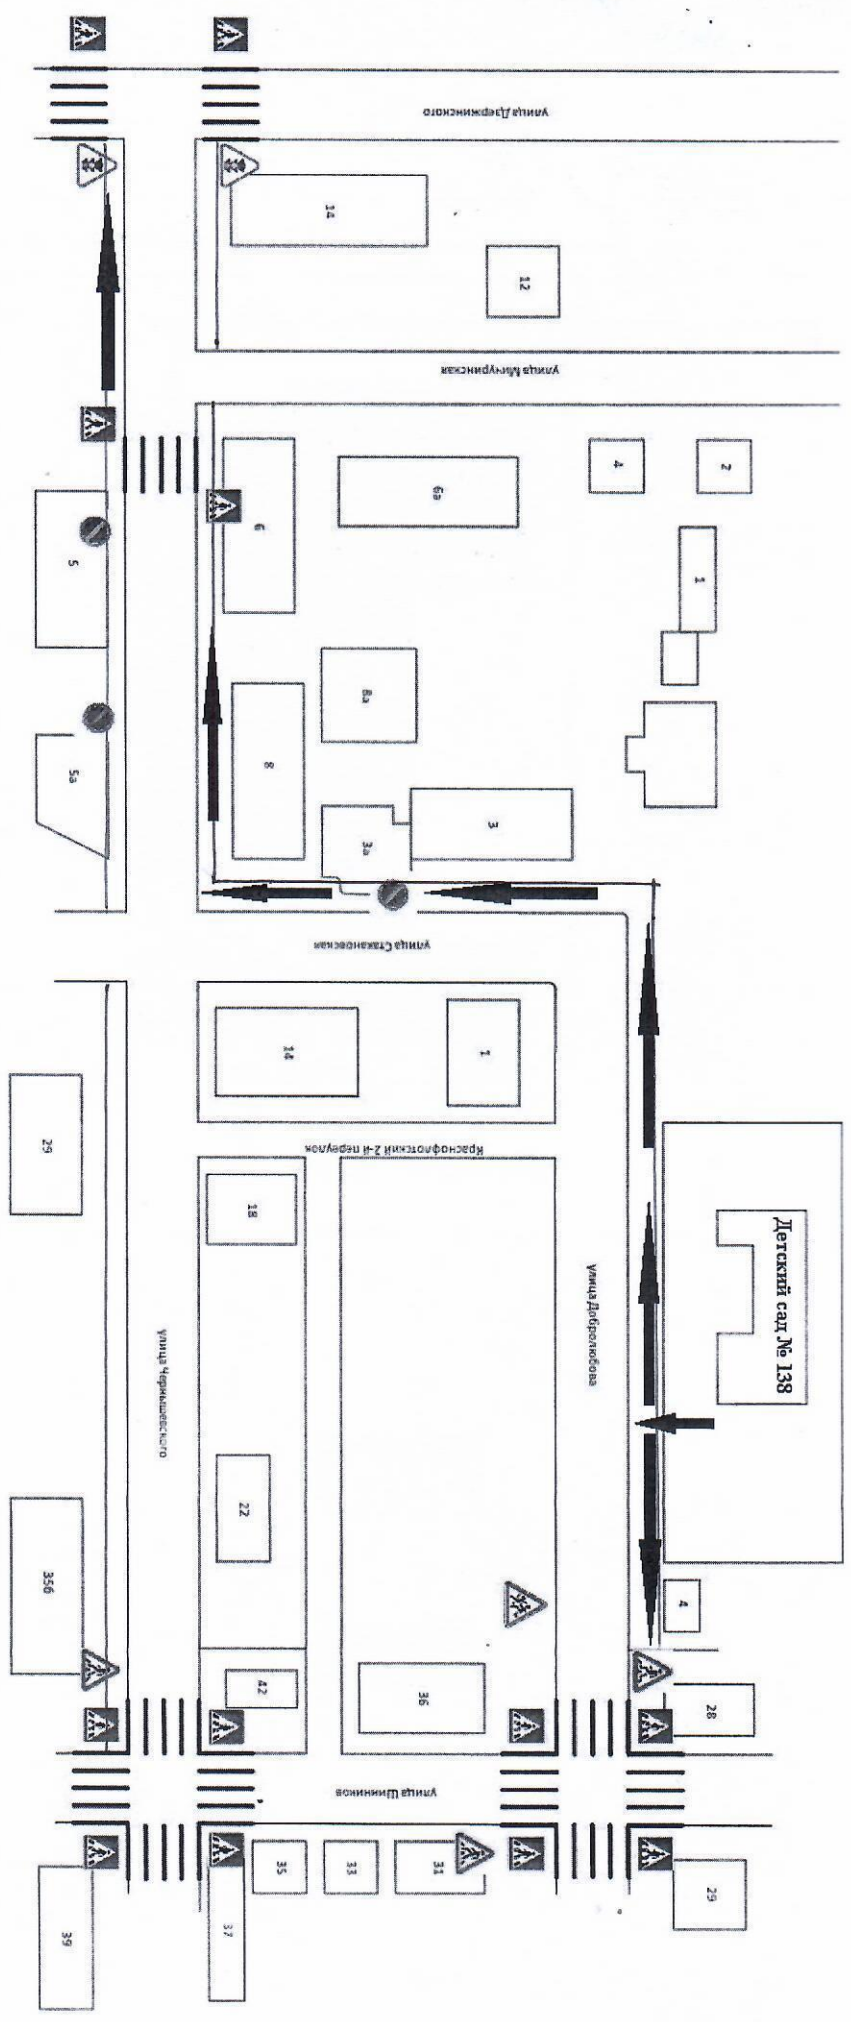 улица Дзержинского
14
12
улица Мичуринская
6
6а
4
2
1
5
8а
8
5а
3а
3
улица Стахановская
14
1
29
Краснофлотский 2-й переулок
18
Детский сад № 138
улица Добролюбова
улица Чернышевского
22
35б
4
42
36
28
улица Шинников
39
37
35
33
31
29